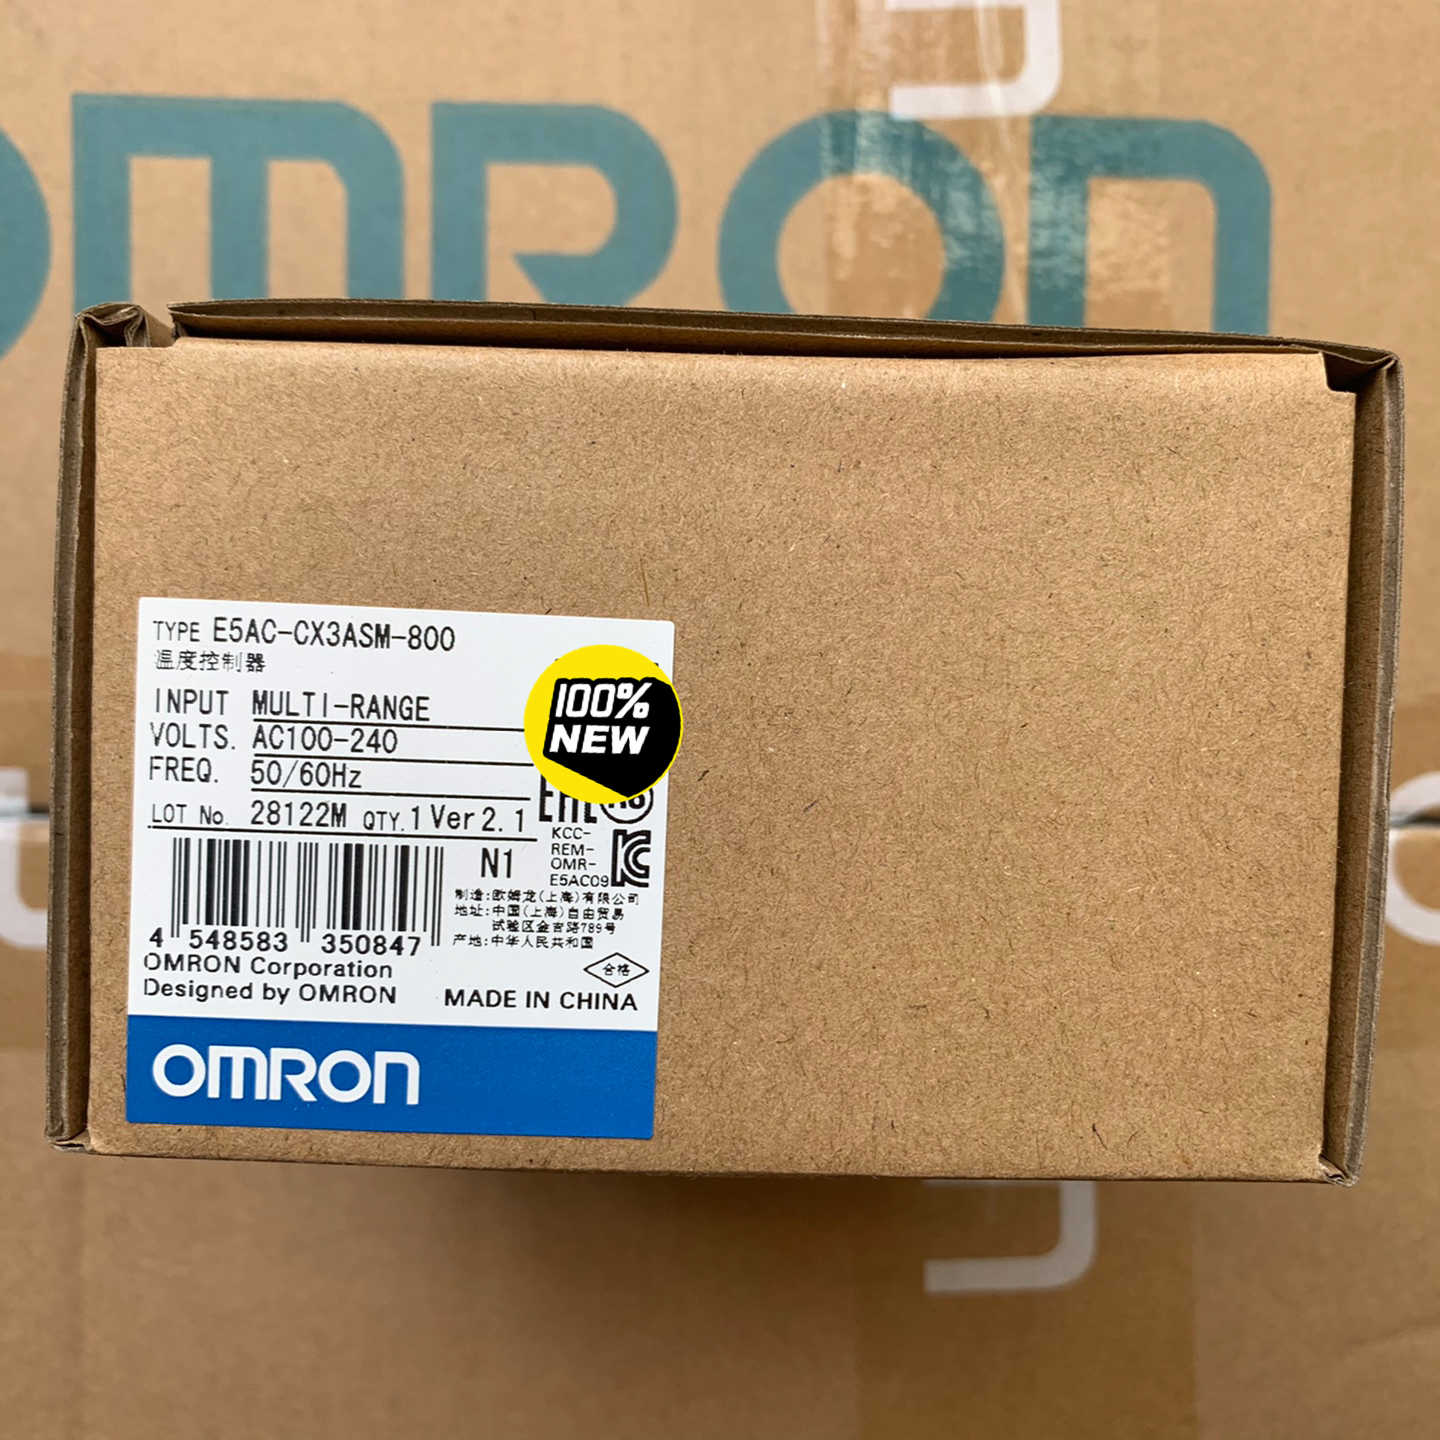 OMRON
TYPE E5AC-CX3ASM-800
温度控制器
INPUT MULTI-RANGE
VOLTS. AC100-240
FREQ. 50/60Hz
LOT No. 28122M QTY. 1 Ver 2.1
100%
NEW
EAC
N1
KCC-
REM-
OMR-
E5AC09
制造:欧姆龙(上海)有限公司
地址:中国(上海)自由贸易
试验区金吉路789号
产地:中华人民共和国
4 548583 350847
OMRON Corporation
Designed by OMRON
合格
MADE IN CHINA
OMRON